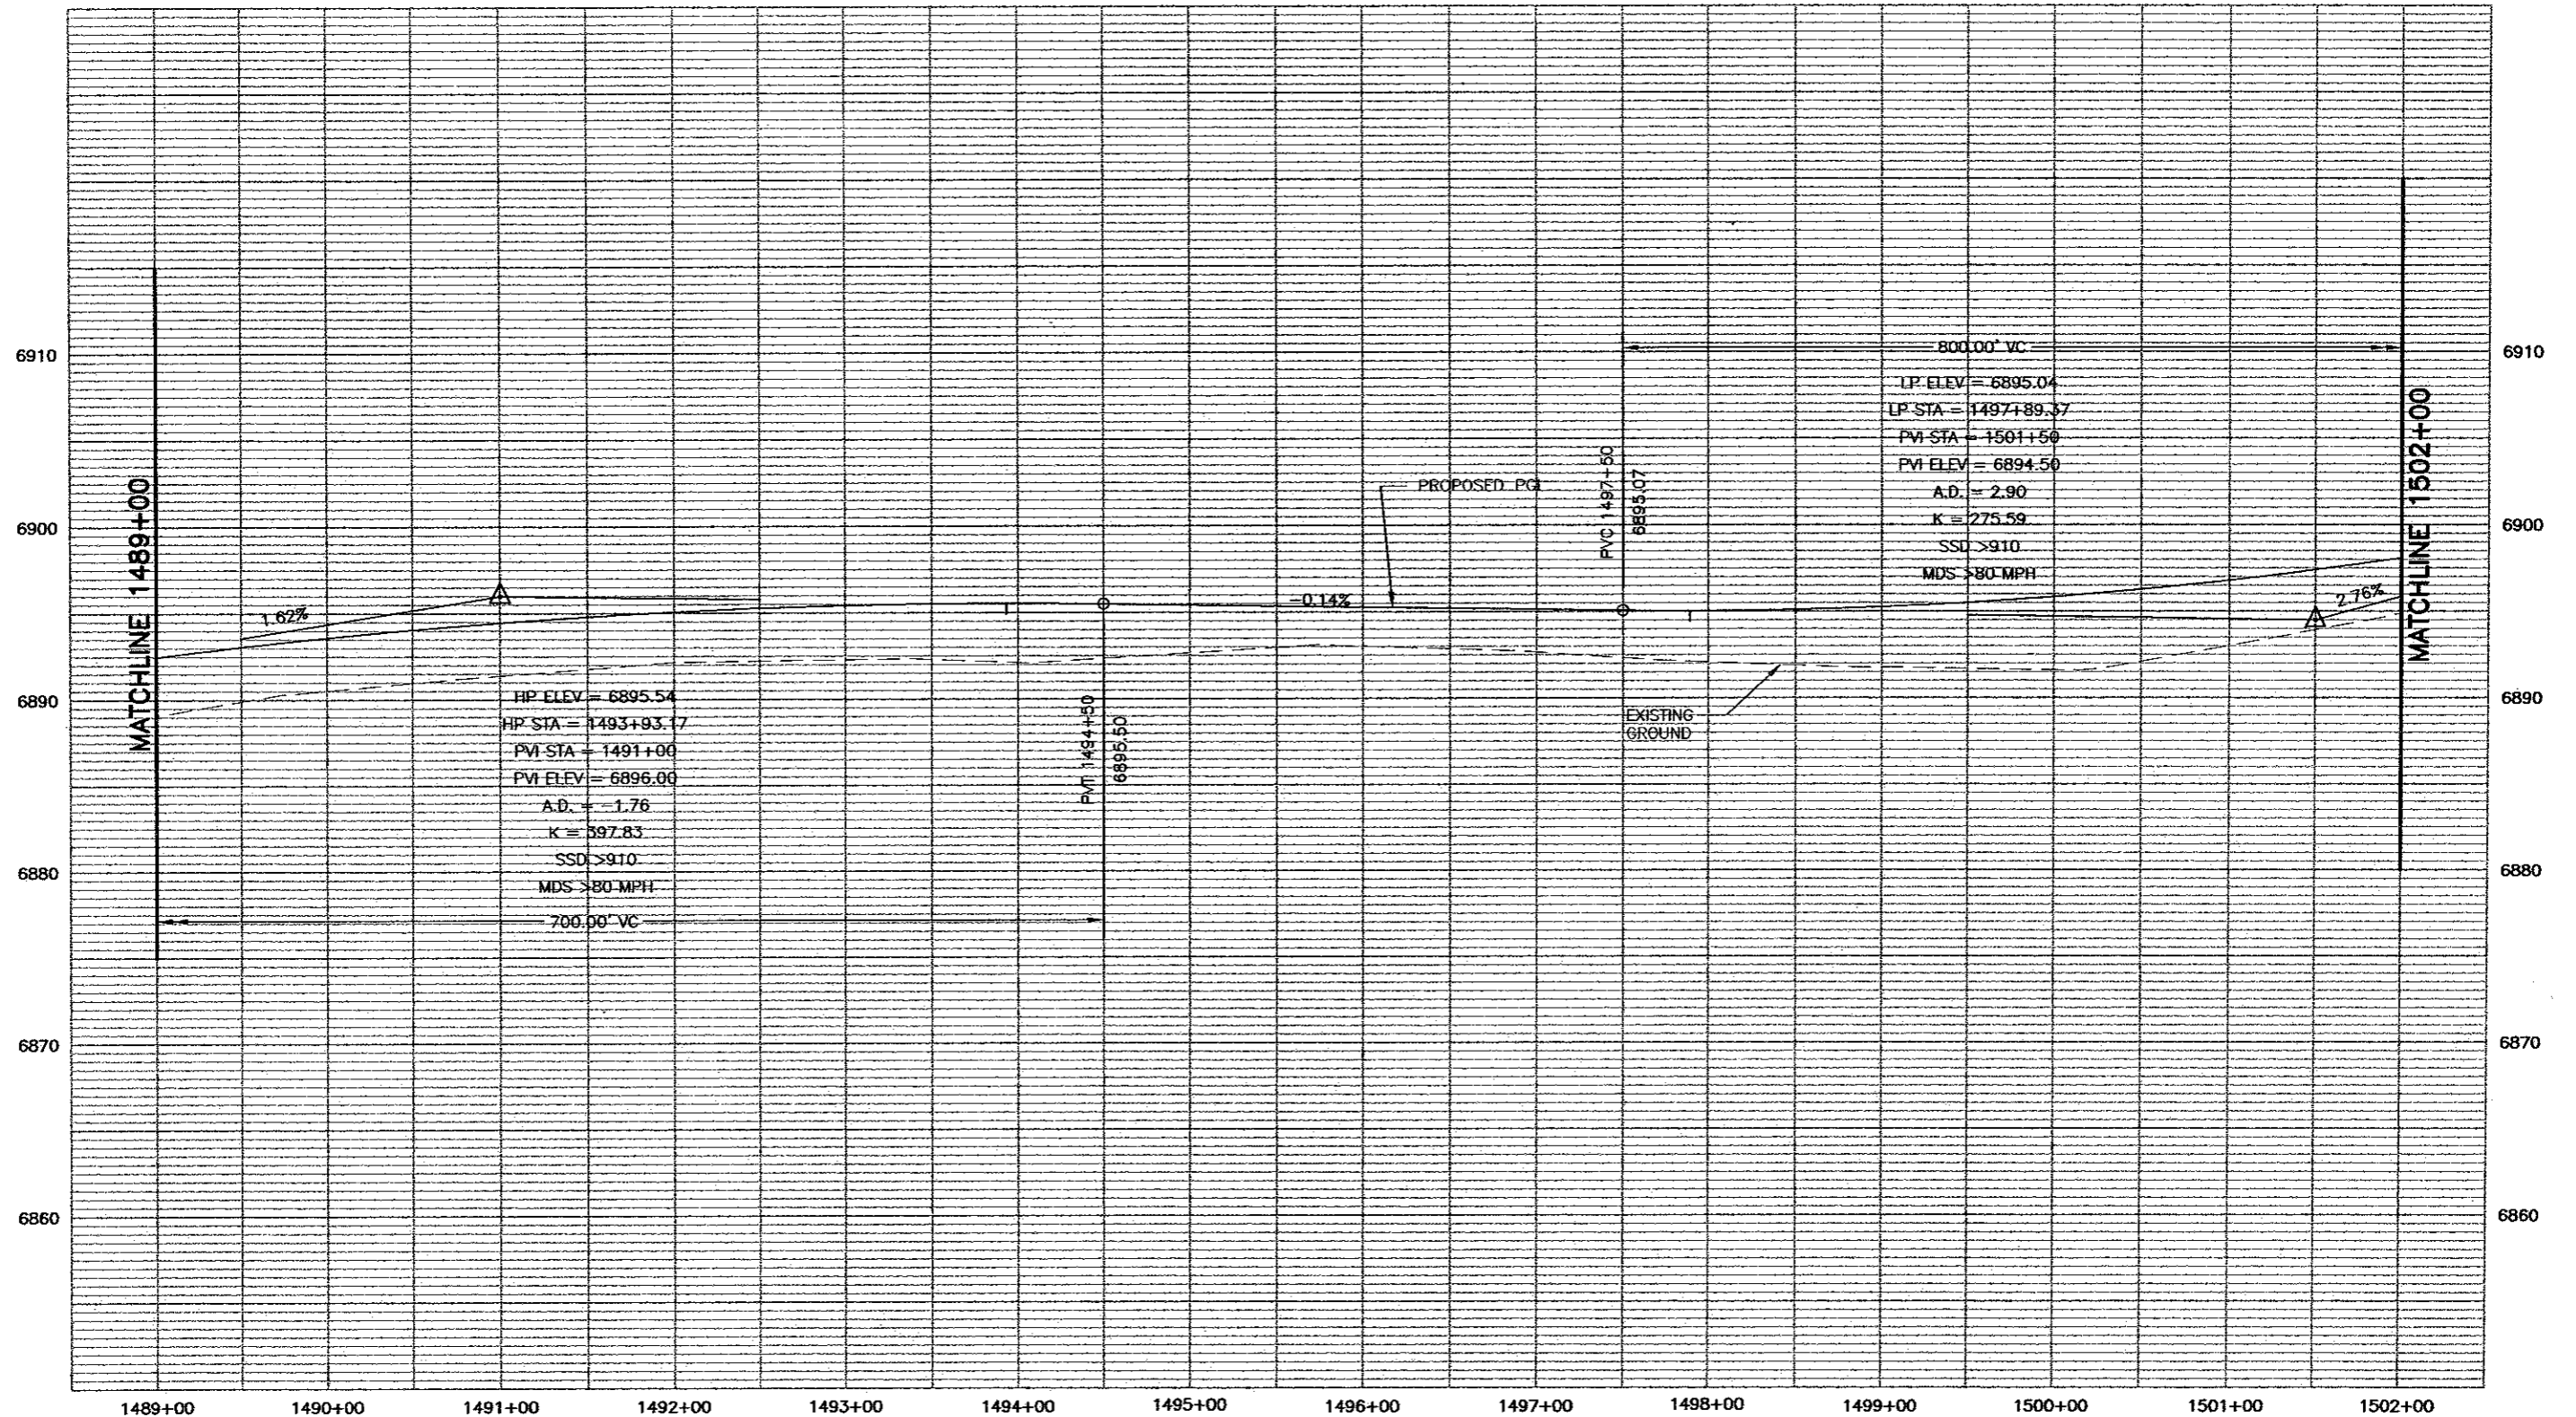 6910
6900
6890
6880
6870
6860
MATCHLINE 1489+00
1.62%
HP ELEV = 6895.54
HP STA = 1493+93.17
PVI STA = 1491+00
PVI ELEV = 6896.00
A.D. = -1.76
K = 397.83
SSD >910
MDS >80 MPH
700.00' VC
PVT 1494+50
6895.50
-0.14%
PROPOSED PGL
PVC 1497+50
6895.07
EXISTING
GROUND
800.00' VC
LP ELEV = 6895.04
LP STA = 1497+89.37
PVI STA = 1501+50
PVI ELEV = 6894.50
A.D. = 2.90
K = 275.59
SSD >910
MDS >80 MPH
2.76%
MATCHLINE 1502+00
6910
6900
6890
6880
6870
6860
1489+00 1490+00 1491+00 1492+00 1493+00 1494+00 1495+00 1496+00 1497+00 1498+00 1499+00 1500+00 1501+00 1502+00